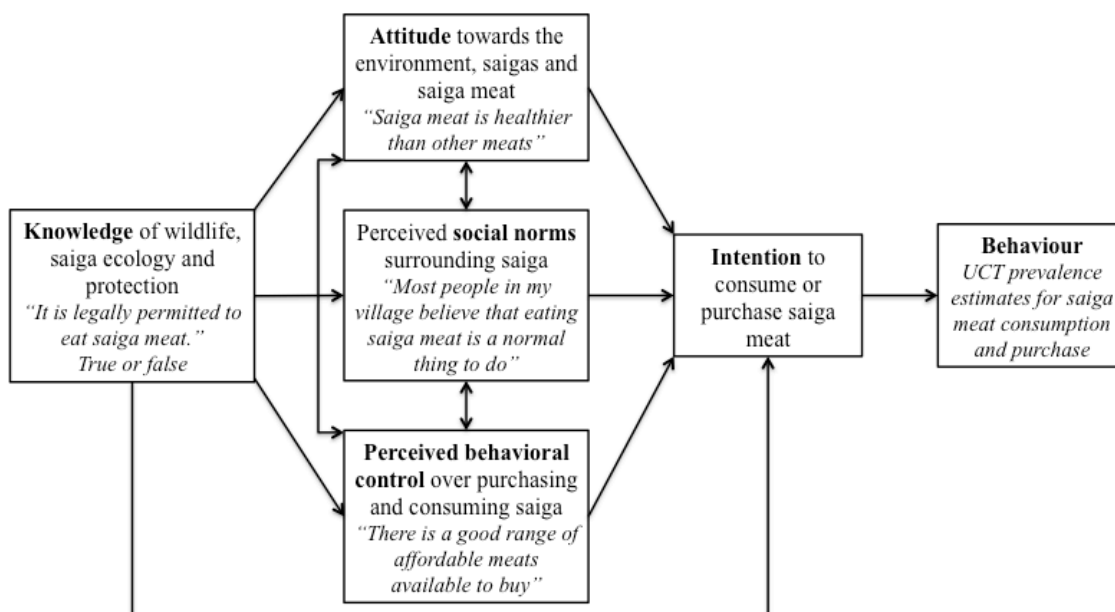 Attitude towards the
environment, saigas and
saiga meat
“Saiga meat is healthier
than other meats”
Knowledge of wildlife,
saiga ecology and
protection
“It is legally permitted to
eat saiga meat.”
True or false
Perceived social norms
surrounding saiga
“Most people in my
village believe that eating
saiga meat is a normal
thing to do”
Perceived behavioral
control over purchasing
and consuming saiga
“There is a good range of
affordable meats
available to buy”
Intention to
consume or
purchase saiga
meat
Behaviour
UCT prevalence
estimates for saiga
meat consumption
and purchase